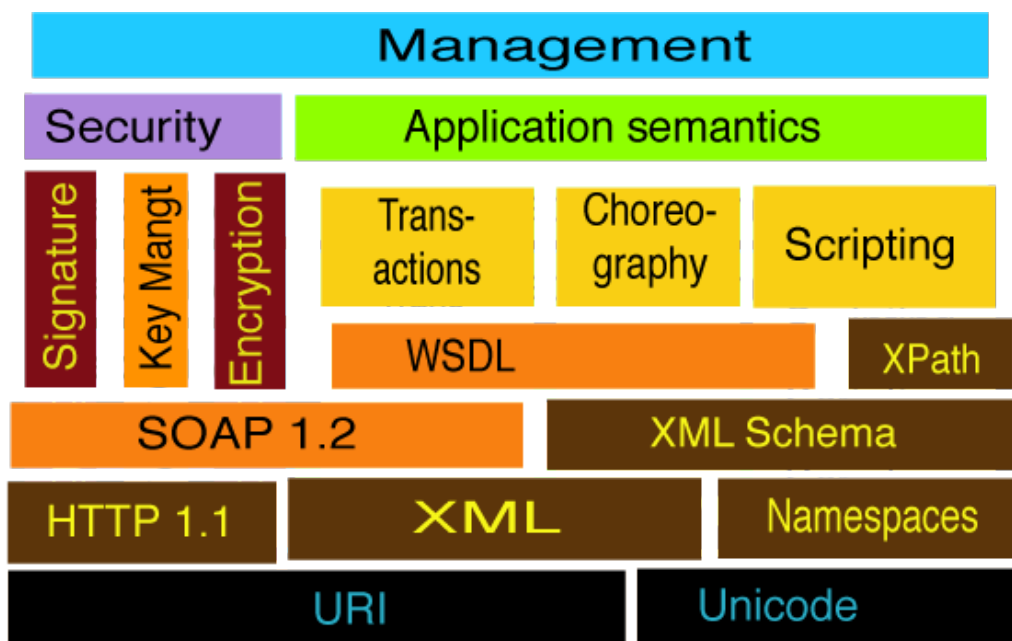 Management
Security
Application semantics
Signature
Key Mangt
Encryption
Trans-
actions
Choreo-
graphy
Scripting
WSDL
XPath
SOAP 1.2
XML Schema
HTTP 1.1
XML
Namespaces
URI
Unicode